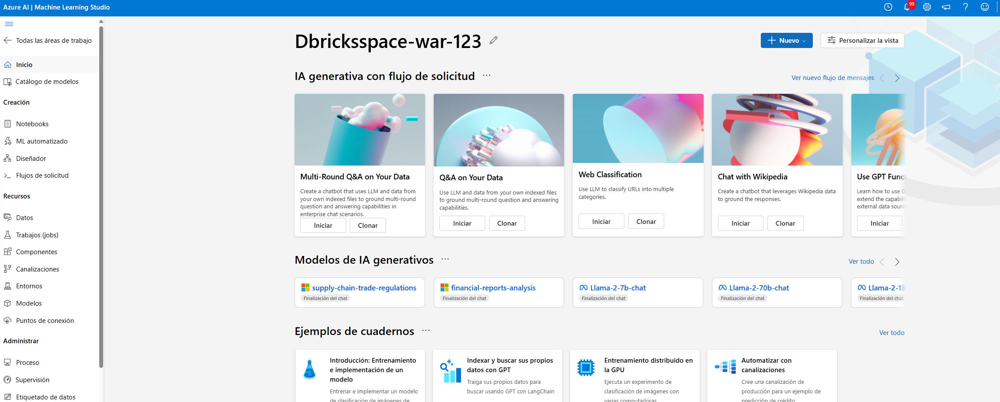 Azure AI | Machine Learning Studio
99
Todas las áreas de trabajo
Inicio
Catálogo de modelos
Creación
Notebooks
ML automatizado
Diseñador
Flujos de solicitud
Recursos
Datos
Trabajos (jobs)
Componentes
Canalizaciones
Entornos
Modelos
Puntos de conexión
Administrar
Proceso
Supervisión
Etiquetado de datos
Dbricksspace-war-123
Nuevo
Personalizar la vista
IA generativa con flujo de solicitud ...
Ver nuevo flujo de mensajes
Multi-Round Q&A on Your Data
Create a chatbot that uses LLM and data from
your own indexed files to ground multi-round
question and answering capabilities in
enterprise chat scenarios.
Iniciar
Clonar
Q&A on Your Data
Use LLM and data from your own indexed files
to ground multi-round question and answering
capabilities.
Iniciar
Clonar
Web Classification
Use LLM to classify URLs into multiple
categories.
Iniciar
Clonar
Chat with Wikipedia
Create a chatbot that leverages Wikipedia data
to ground the responses.
Iniciar
Clonar
Use GPT Func
Learn how to use G
extend the capabili
external data sourc
Iniciar
Modelos de IA generativos ...
Ver todo
supply-chain-trade-regulations
Finalización del chat
financial-reports-analysis
Finalización del chat
Llama-2-7b-chat
Finalización del chat
Llama-2-70b-chat
Finalización del chat
Llama-2-13
Finalización del chat
Ejemplos de cuadernos ...
Ver todo
Introducción: Entrenamiento
e implementación de un
modelo
Entrenar e implementar un modelo
de clasificación de imágenes de
Indexar y buscar sus propios
datos con GPT
Traiga sus propios datos para
buscar usando GPT con LangChain
Entrenamiento distribuido en
la GPU
Ejecuta un experimento de
clasificación de imágenes con
varias computadoras
Automatizar con
canalizaciones
Cree una canalización de
producción para un ejemplo de
predicción de crédito